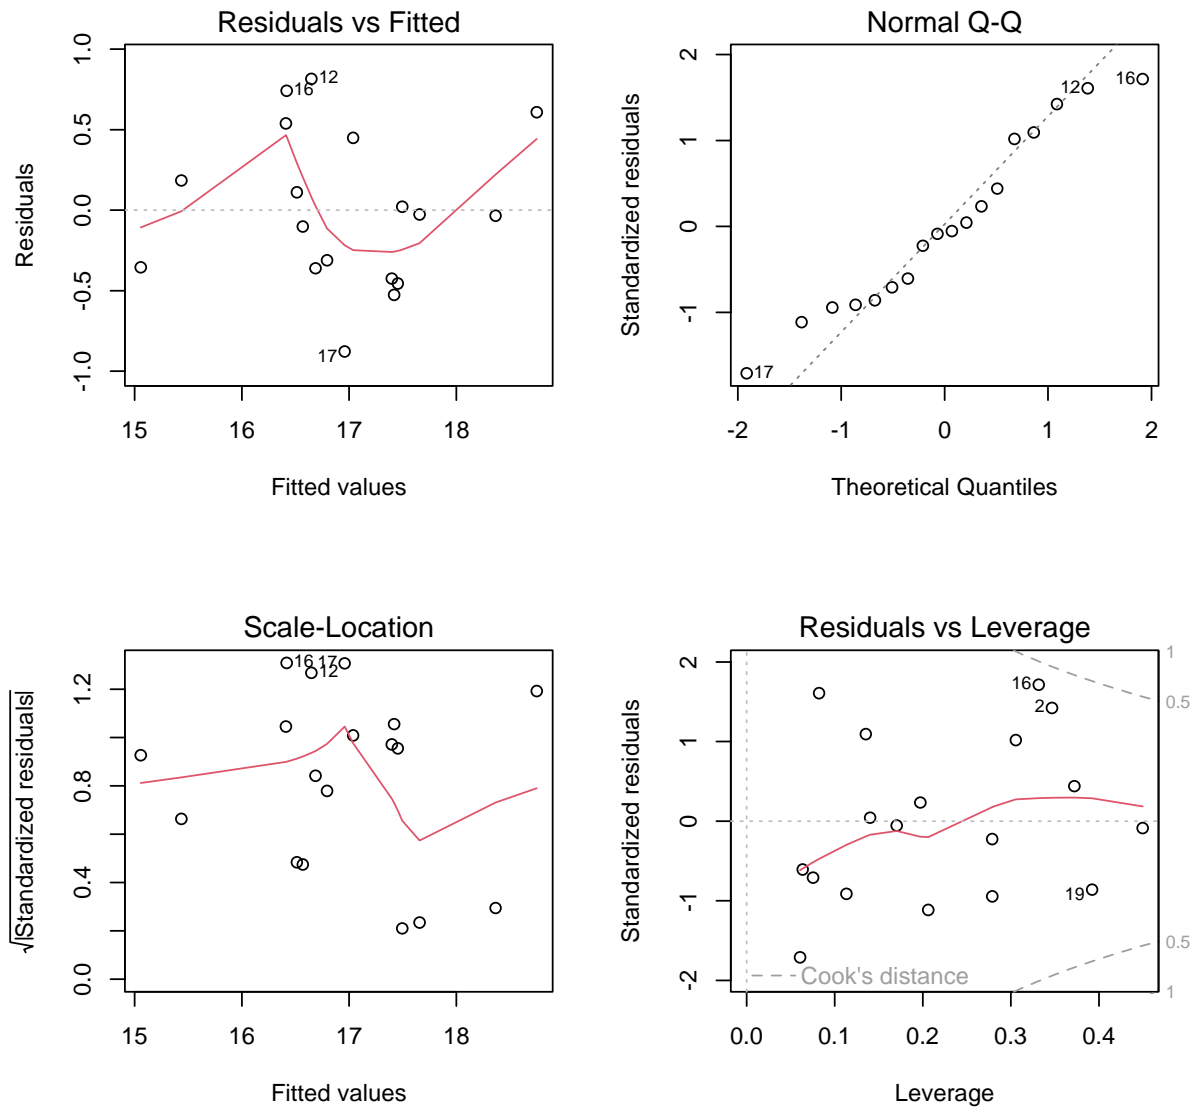 Residuals vs Fitted
Residuals
1.0
0.5
0.0
-0.5
-1.0
12
16
17
15 16 17 18
Fitted values
Normal Q-Q
Standardized residuals
2
1
0
-1
12 16
17
-2 -1 0 1 2
Theoretical Quantiles
Scale-Location
√|Standardized residuals|
1.2
0.8
0.4
0.0
16 17
12
15 16 17 18
Fitted values
Residuals vs Leverage
Standardized residuals
2
1
0
-1
-2
1
0.5
0.5
1
16
2
19
Cook's distance
0.0 0.1 0.2 0.3 0.4
Leverage